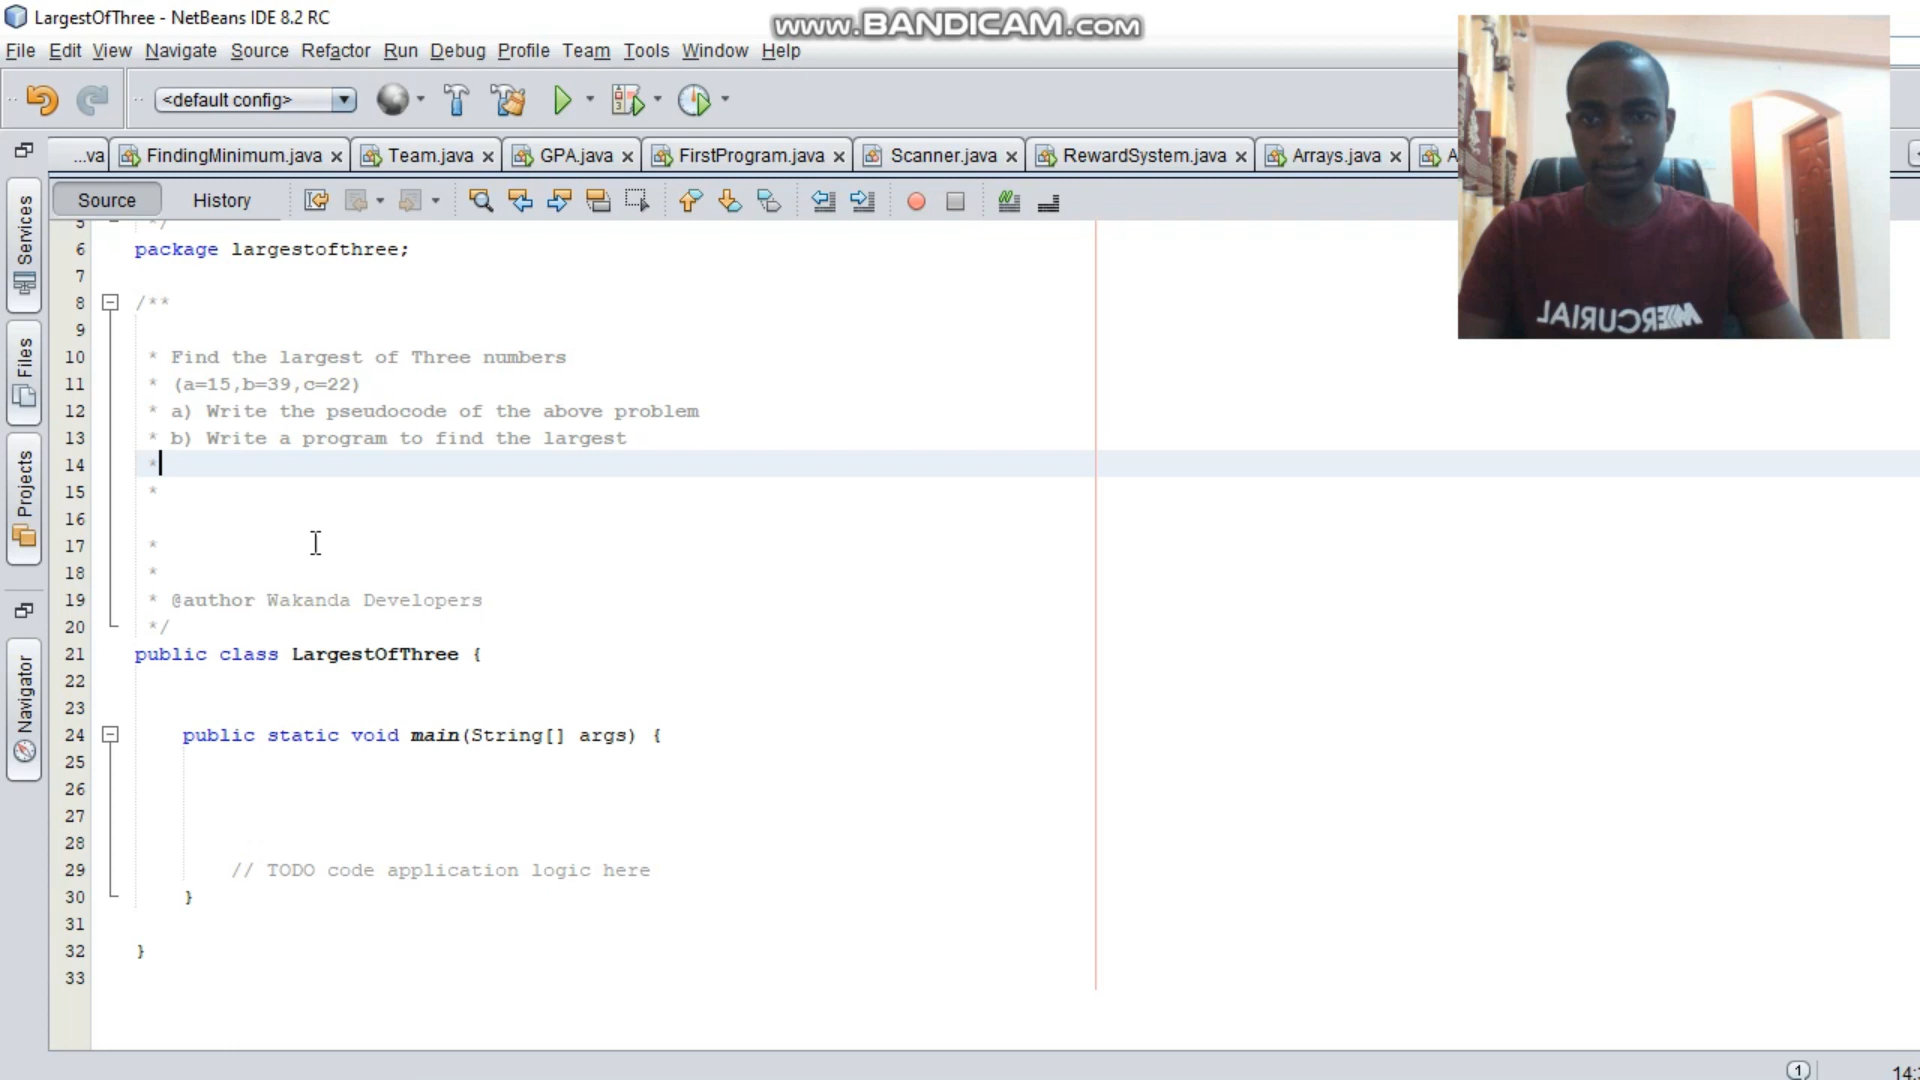 LargestOfThree - NetBeans IDE 8.2 RC
www.BANDICAM.com
File Edit View Navigate Source Refactor Run Debug Profile Team Tools Window Help
<default config>
...va FindingMinimum.java Team.java GPA.java FirstProgram.java Scanner.java RewardSystem.java Arrays.java A
Source History
Services
Files
Projects
Navigator
5 */
6 package largestofthree;
7
8 /**
9
10 * Find the largest of Three numbers
11 * (a=15,b=39,c=22)
12 * a) Write the pseudocode of the above problem
13 * b) Write a program to find the largest
14 *
15 *
16
17 *
18 *
19 * @author Wakanda Developers
20 */
21 public class LargestOfThree {
22
23
24 public static void main(String[] args) {
25
26
27
28
29 // TODO code application logic here
30 }
31
32 }
33
MERCURIAL
1